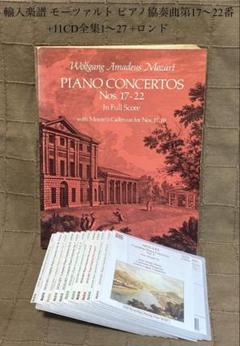 輸入楽譜 モーツァルト ピアノ協奏曲第17〜22番
+11CD全集1〜27 +ロンド
Wolfgang Amadeus Mozart
PIANO CONCERTOS
Nos. 17-22
In Full Score
with Mozart's Cadenzas for Nos. 17-19